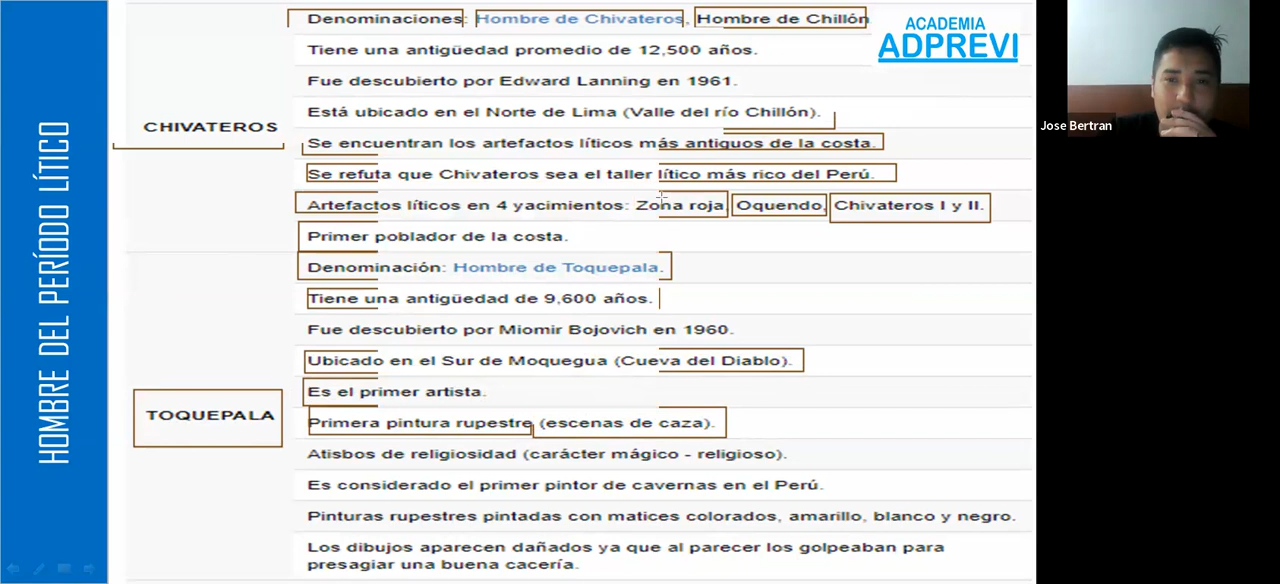 HOMBRE DEL PERÍODO LÍTICO
CHIVATEROS
Denominaciones: Hombre de Chivateros, Hombre de Chillón
Tiene una antigüedad promedio de 12,500 años.
Fue descubierto por Edward Lanning en 1961.
Está ubicado en el Norte de Lima (Valle del río Chillón).
Se encuentran los artefactos líticos más antiguos de la costa.
Se refuta que Chivateros sea el taller lítico más rico del Perú.
Artefactos líticos en 4 yacimientos: Zona roja, Oquendo, Chivateros I y II.
Primer poblador de la costa.
TOQUEPALA
Denominación: Hombre de Toquepala.
Tiene una antigüedad de 9,600 años.
Fue descubierto por Miomir Bojovich en 1960.
Ubicado en el Sur de Moquegua (Cueva del Diablo).
Es el primer artista.
Primera pintura rupestre (escenas de caza).
Atisbos de religiosidad (carácter mágico - religioso).
Es considerado el primer pintor de cavernas en el Perú.
Pinturas rupestres pintadas con matices colorados, amarillo, blanco y negro.
Los dibujos aparecen dañados ya que al parecer los golpeaban para
presagiar una buena cacería.
ACADEMIA
ADPREVI
Jose Bertran